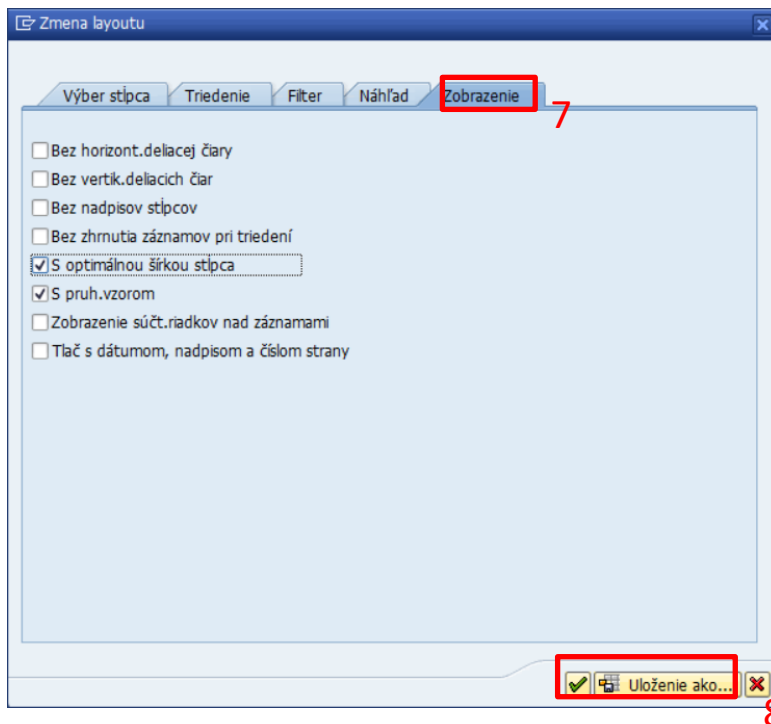 Zmena layoutu
Výber stĺpca Triedenie Filter Náhľad Zobrazenie
7
Bez horizont.deliacej čiary
Bez vertik.deliacich čiar
Bez nadpisov stĺpcov
Bez zhrnutia záznamov pri triedení
S optimálnou šírkou stĺpca
S pruh.vzorom
Zobrazenie súčt.riadkov nad záznamami
Tlač s dátumom, nadpisom a číslom strany
Uloženie ako...
8